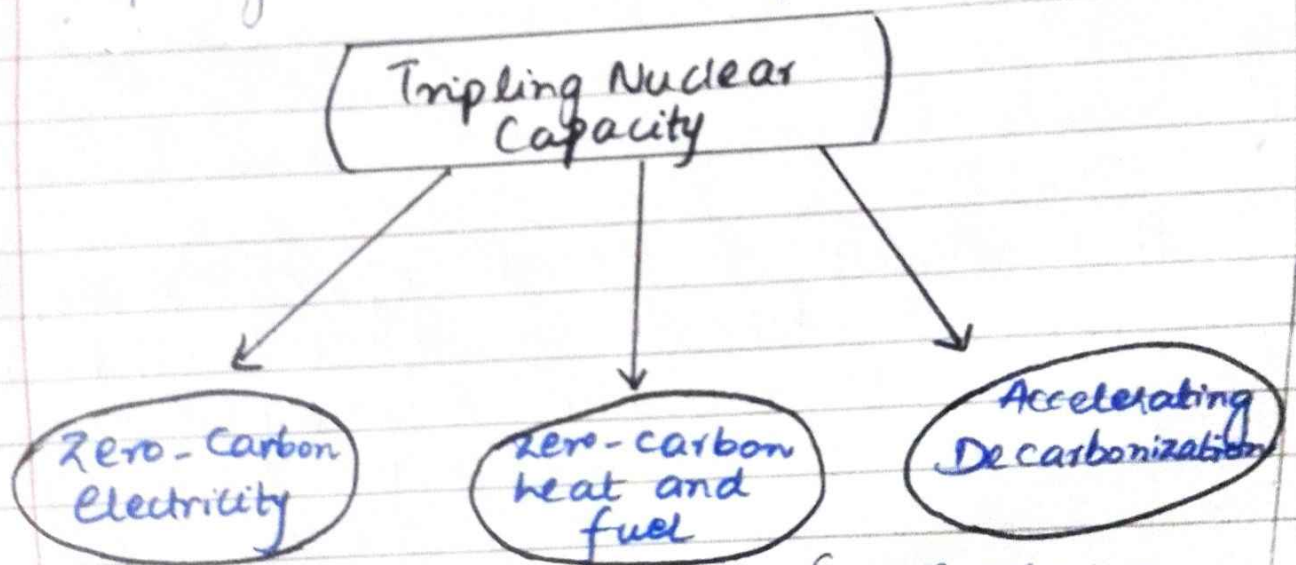 Tripling Nuclear
Capacity
Zero-Carbon
Electricity
Zero-carbon
heat and
fuel
Accelerating
Decarbonization